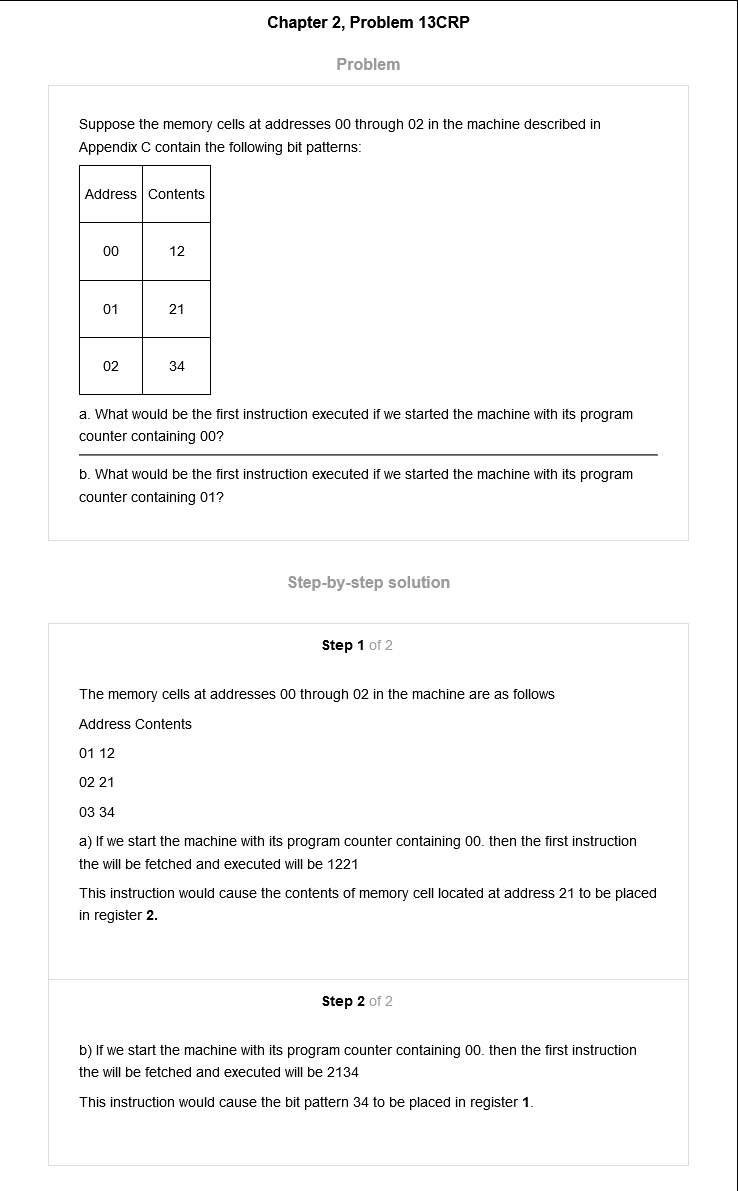 Chapter 2, Problem 13CRP
Problem
Suppose the memory cells at addresses 00 through 02 in the machine described in
Appendix C contain the following bit patterns:
Address Contents
00 12
01 21
02 34
a. What would be the first instruction executed if we started the machine with its program
counter containing 00?
b. What would be the first instruction executed if we started the machine with its program
counter containing 01?
Step-by-step solution
Step 1 of 2
The memory cells at addresses 00 through 02 in the machine are as follows
Address Contents
01 12
02 21
03 34
a) If we start the machine with its program counter containing 00. then the first instruction
the will be fetched and executed will be 1221
This instruction would cause the contents of memory cell located at address 21 to be placed
in register 2.
Step 2 of 2
b) If we start the machine with its program counter containing 00. then the first instruction
the will be fetched and executed will be 2134
This instruction would cause the bit pattern 34 to be placed in register 1.